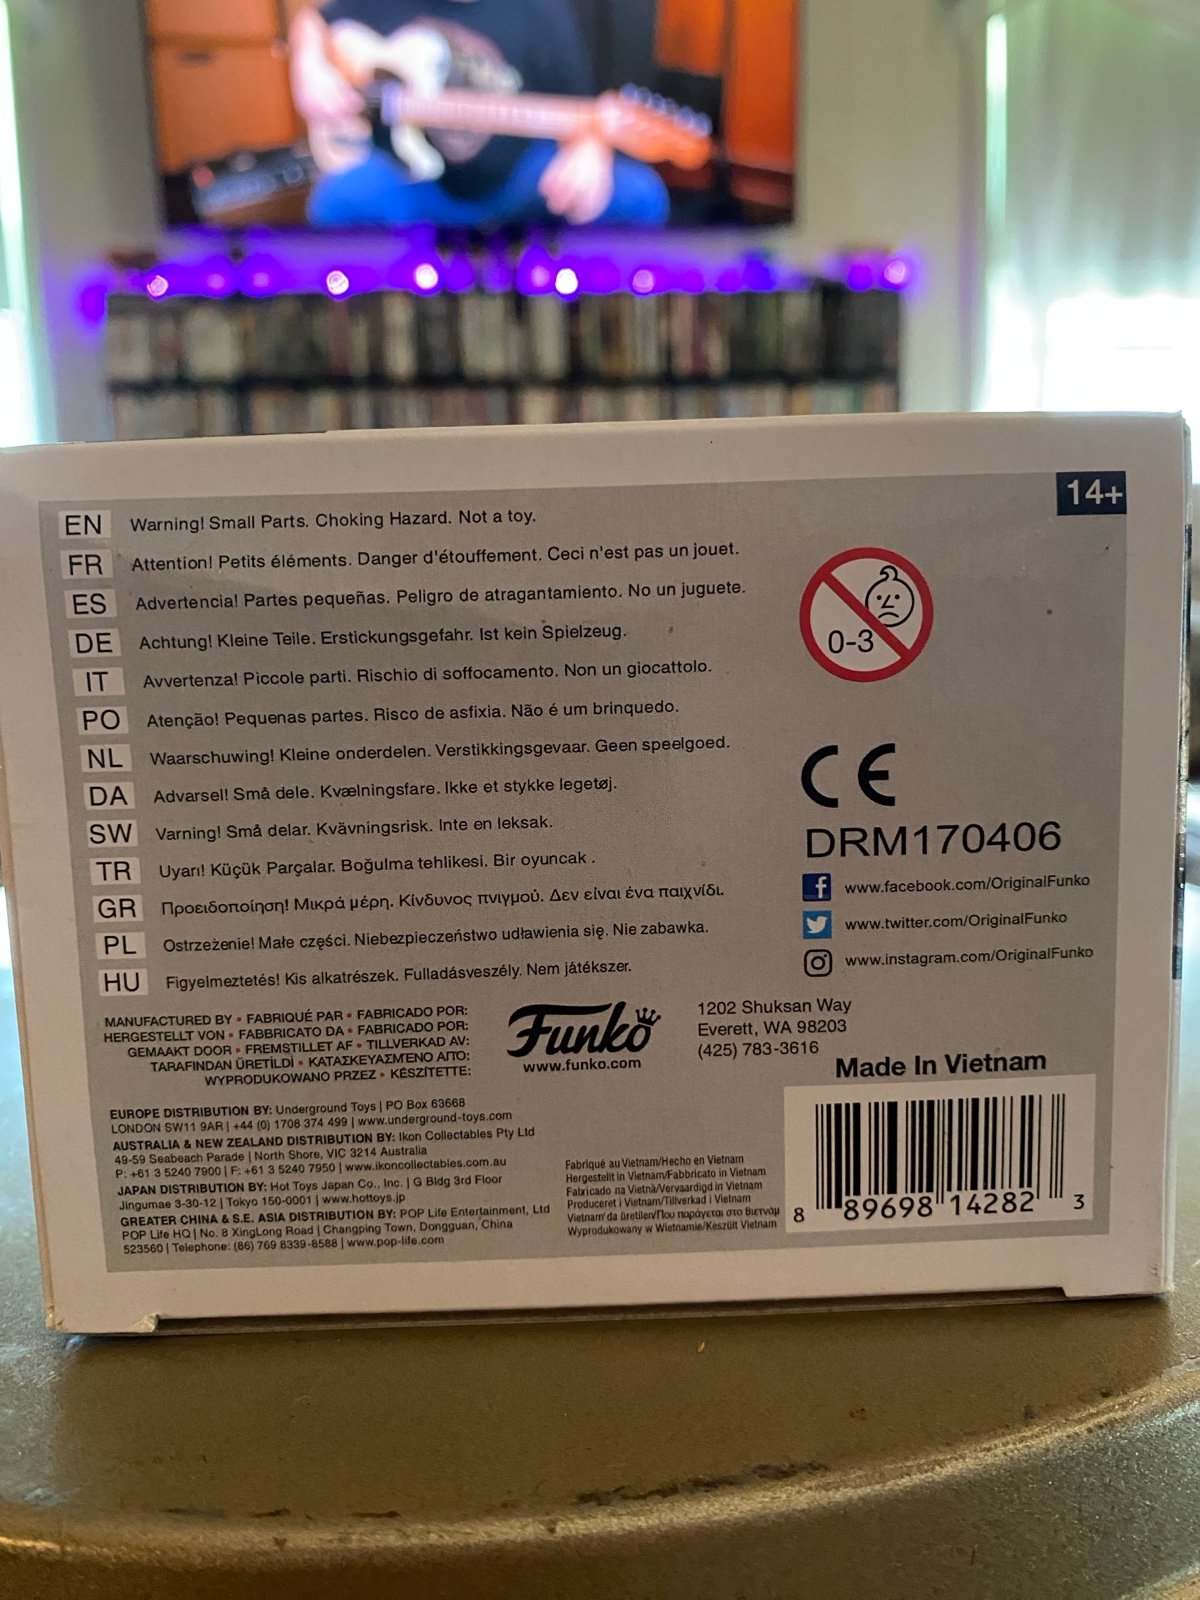 14+
EN Warning! Small Parts. Choking Hazard. Not a toy.
FR Attention! Petits éléments. Danger d'étouffement. Ceci n'est pas un jouet.
ES Advertencia! Partes pequeñas. Peligro de atragantamiento. No un juguete.
DE Achtung! Kleine Teile. Erstickungsgefahr. Ist kein Spielzeug.
IT Avvertenza! Piccole parti. Rischio di soffocamento. Non un giocattolo.
PO Atenção! Pequenas partes. Risco de asfixia. Não é um brinquedo.
NL Waarschuwing! Kleine onderdelen. Verstikkingsgevaar. Geen speelgoed.
DA Advarsel! Små dele. Kvælningsfare. Ikke et stykke legetøj.
SW Varning! Små delar. Kvävningsrisk. Inte en leksak.
TR Uyarı! Küçük Parçalar. Boğulma tehlikesi. Bir oyuncak .
GR Προειδοποίηση! Μικρά μέρη. Κίνδυνος πνιγμού. Δεν είναι ένα παιχνίδι.
PL Ostrzeżenie! Małe części. Niebezpieczeństwo udławienia się. Nie zabawka.
HU Figyelmeztetés! Kis alkatrészek. Fulladásveszély. Nem játékszer.
0-3
CE
DRM170406
www.facebook.com/OriginalFunko
www.twitter.com/OriginalFunko
www.instagram.com/OriginalFunko
MANUFACTURED BY • FABRIQUÉ PAR • FABRICADO POR:
HERGESTELLT VON • FABBRICATO DA • FABRICADO POR:
GEMAAKT DOOR • FREMSTILLET AF • TILLVERKAD AV:
TARAFINDAN ÜRETİLDİ • ΚΑΤΑΣΚΕΥΑΣΜΈΝΟ ΑΠΌ:
WYPRODUKOWANO PRZEZ • KÉSZÍTETTE:
Funko
www.funko.com
1202 Shuksan Way
Everett, WA 98203
(425) 783-3616
Made In Vietnam
EUROPE DISTRIBUTION BY: Underground Toys | PO Box 63668
LONDON SW11 9AR | +44 (0) 1708 374 499 | www.underground-toys.com
AUSTRALIA & NEW ZEALAND DISTRIBUTION BY: Ikon Collectables Pty Ltd
49-59 Seabeach Parade | North Shore, VIC 3214 Australia
P: +61 3 5240 7900 | F: +61 3 5240 7950 | www.ikoncollectables.com.au
JAPAN DISTRIBUTION BY: Hot Toys Japan Co., Inc. | G Bldg 3rd Floor
Jingumae 3-30-12 | Tokyo 150-0001 | www.hottoys.jp
GREATER CHINA & S.E. ASIA DISTRIBUTION BY: POP Life Entertainment, Ltd
POP Life HQ | No. 8 XingLong Road | Changping Town, Dongguan, China
523560 | Telephone: (86) 769 8339-8588 | www.pop-life.com
Fabriqué au Vietnam/Hecho en Vietnam
Hergestellt in Vietnam/Fabbricato in Vietnam
Fabricado na Vietnã/Vervaardigd in Vietnam
Produceret i Vietnam/Tillverkad i Vietnam
Vietnam'da üretilen/Που παράγεται στο Βιετνάμ
Wyprodukowany w Wietnamie/Készült Vietnam
8 89698 14282 3